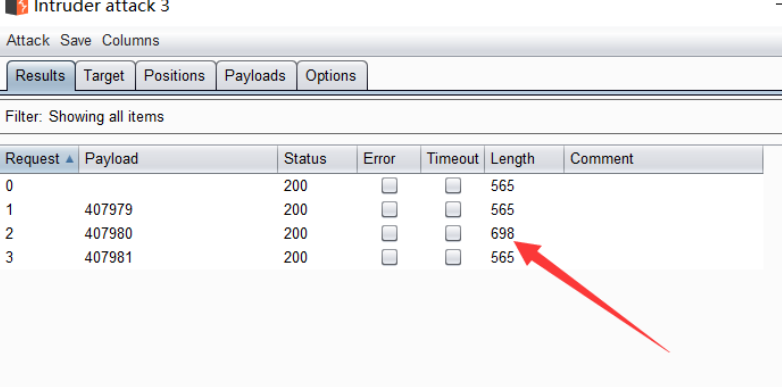 Intruder attack 3
Attack Save Columns
Results Target Positions Payloads Options
Filter: Showing all items
Request Payload Status Error Timeout Length Comment
0 200 565
1 407979 200 565
2 407980 200 698
3 407981 200 565